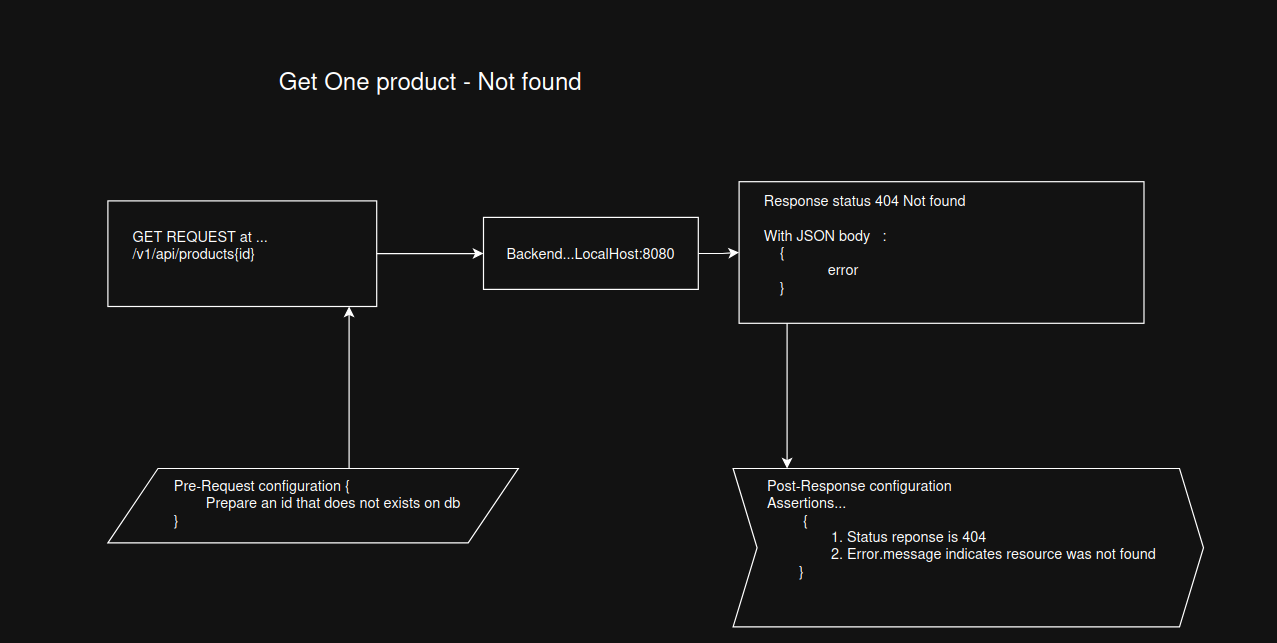 Get One product - Not found
GET REQUEST at ...
/v1/api/products{id}
Backend...LocalHost:8080
Response status 404 Not found
With JSON body :
{
error
}
Pre-Request configuration {
Prepare an id that does not exists on db
}
Post-Response configuration
Assertions...
{
1. Status reponse is 404
2. Error.message indicates resource was not found
}